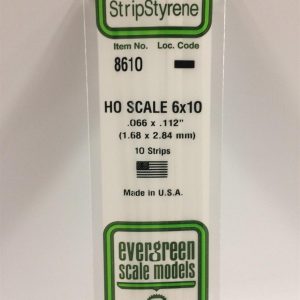 StripStyrene
Item No. Loc. Code
8610
HO SCALE 6x10
.066 x .112"
(1.68 x 2.84 mm)
10 Strips
Made in U.S.A.
evergreen
scale models